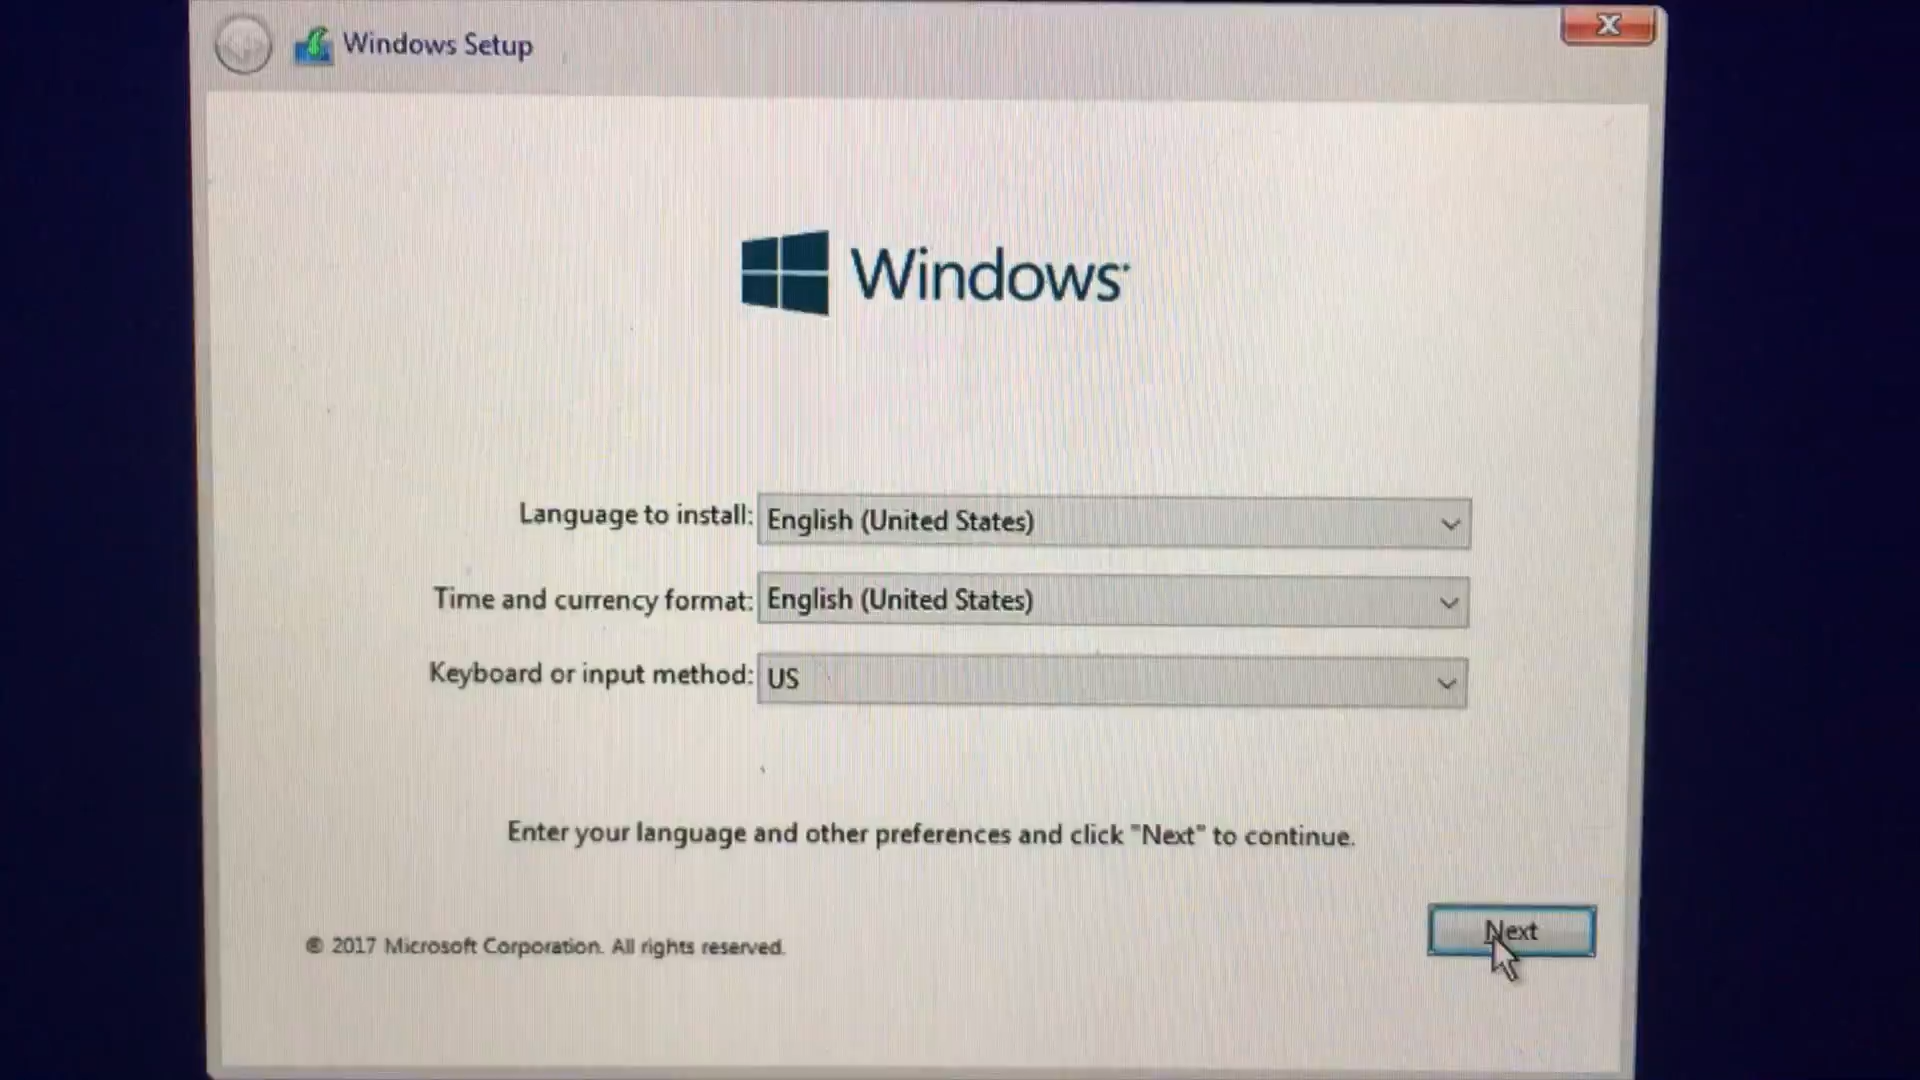 Windows Setup
Windows
Language to install: English (United States)
Time and currency format: English (United States)
Keyboard or input method: US
Enter your language and other preferences and click "Next" to continue.
© 2017 Microsoft Corporation. All rights reserved.
Next